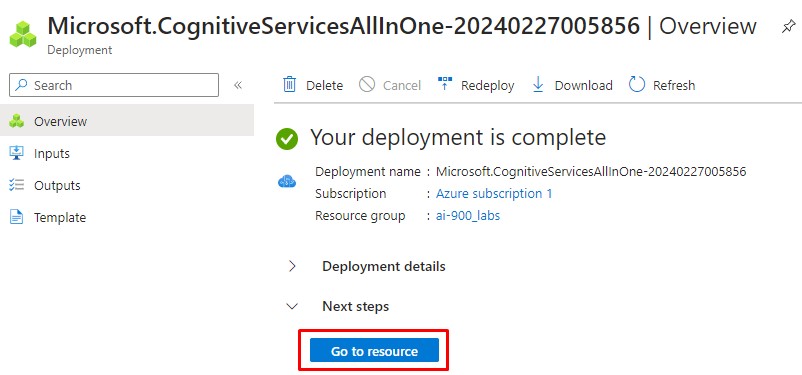 Microsoft.CognitiveServicesAllInOne-20240227005856 | Overview
Deployment
Search
«
Delete Cancel Redeploy Download Refresh
Overview
Inputs
Outputs
Template
Your deployment is complete
Deployment name : Microsoft.CognitiveServicesAllInOne-20240227005856
Subscription : Azure subscription 1
Resource group : ai-900_labs
Deployment details
Next steps
Go to resource